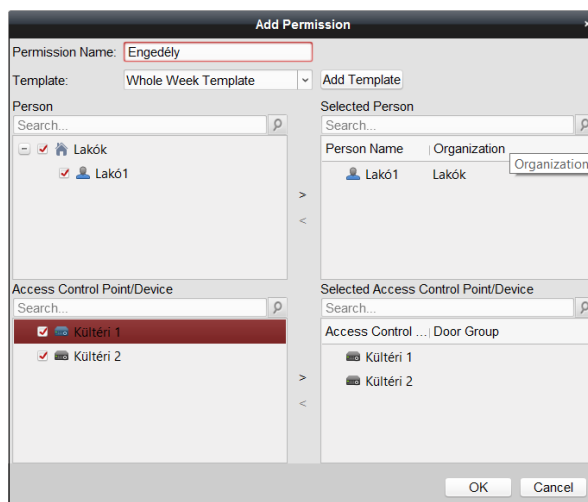 Add Permission
Permission Name: Engedély
Template: Whole Week Template Add Template
Person
Search...
Lakók
Lakó1
Selected Person
Search...
Person Name Organization
Organization
Lakó1 Lakók
Access Control Point/Device
Search...
Kültéri 1
Kültéri 2
Selected Access Control Point/Device
Search...
Access Control ... Door Group
Kültéri 1
Kültéri 2
OK Cancel